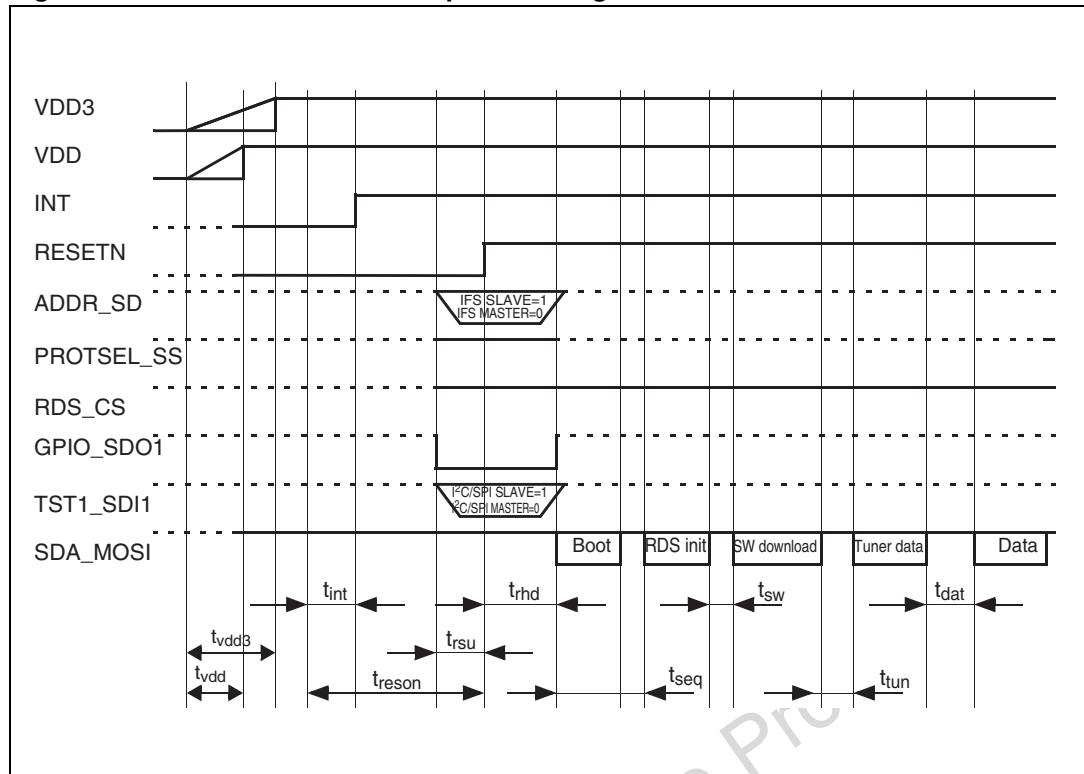 VDD3
VDD
INT
RESETN
ADDR_SD
IFS SLAVE=1
IFS MASTER=0
PROTSEL_SS
RDS_CS
GPIO_SDO1
TST1_SDI1
I²C/SPI SLAVE=1
I²C/SPI MASTER=0
SDA_MOSI
Boot
RDS init
SW download
Tuner data
Data
tint
trhd
tsw
tdat
tvdd3
trsu
tvdd
treson
tseq
ttun